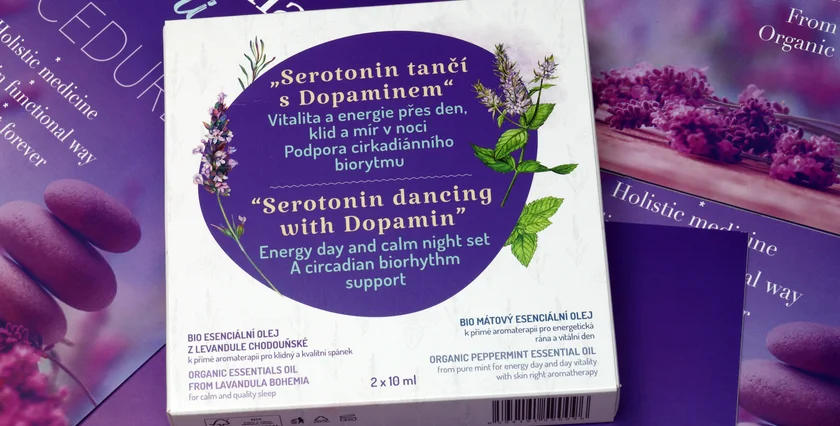 CEDURE
Holistic medicine
in functional way
forever
From
Organic
„Serotonin tančí
s Dopaminem“
Vitalita a energie přes den,
klid a mír v noci
Podpora cirkadiánního
biorytmu
“Serotonin dancing
with Dopamin”
Energy day and calm night set
A circadian biorhythm
support
BIO ESENCIÁLNÍ OLEJ
Z LEVANDULE CHODOUŇSKÉ
k přímé aromaterapii pro klidný a kvalitní spánek
ORGANIC ESSENTIALS OIL
FROM LAVANDULA BOHEMIA
for calm and quality sleep
2 x 10 ml
BIO MÁTOVÝ ESENCIÁLNÍ OLEJ
k přímé aromaterapii pro energetická
rána a vitální den
ORGANIC PEPPERMINT ESSENTIAL OIL
from pure mint for energy day and day vitality
with skin right aromatherapy
Holistic medicine
al way